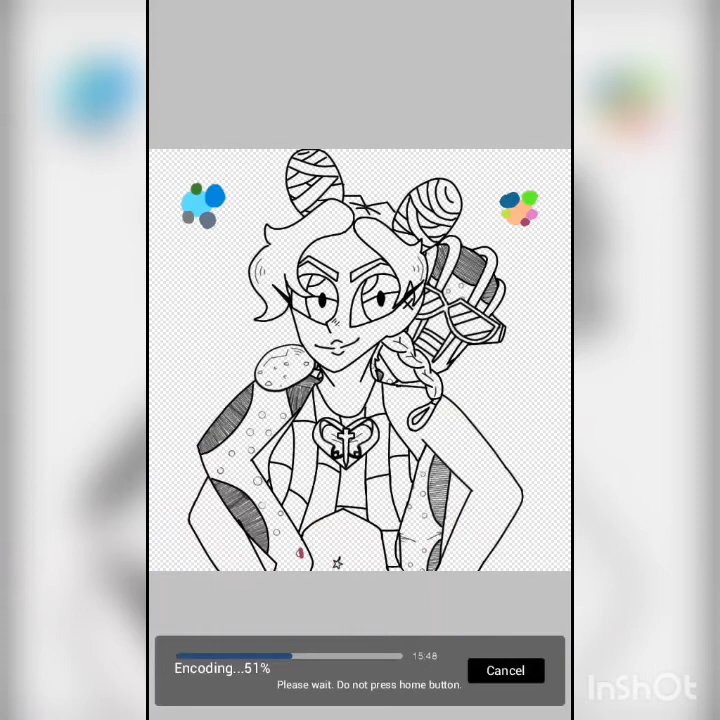 15:48
Encoding...51%
Cancel
Please wait. Do not press home button.
InShOt